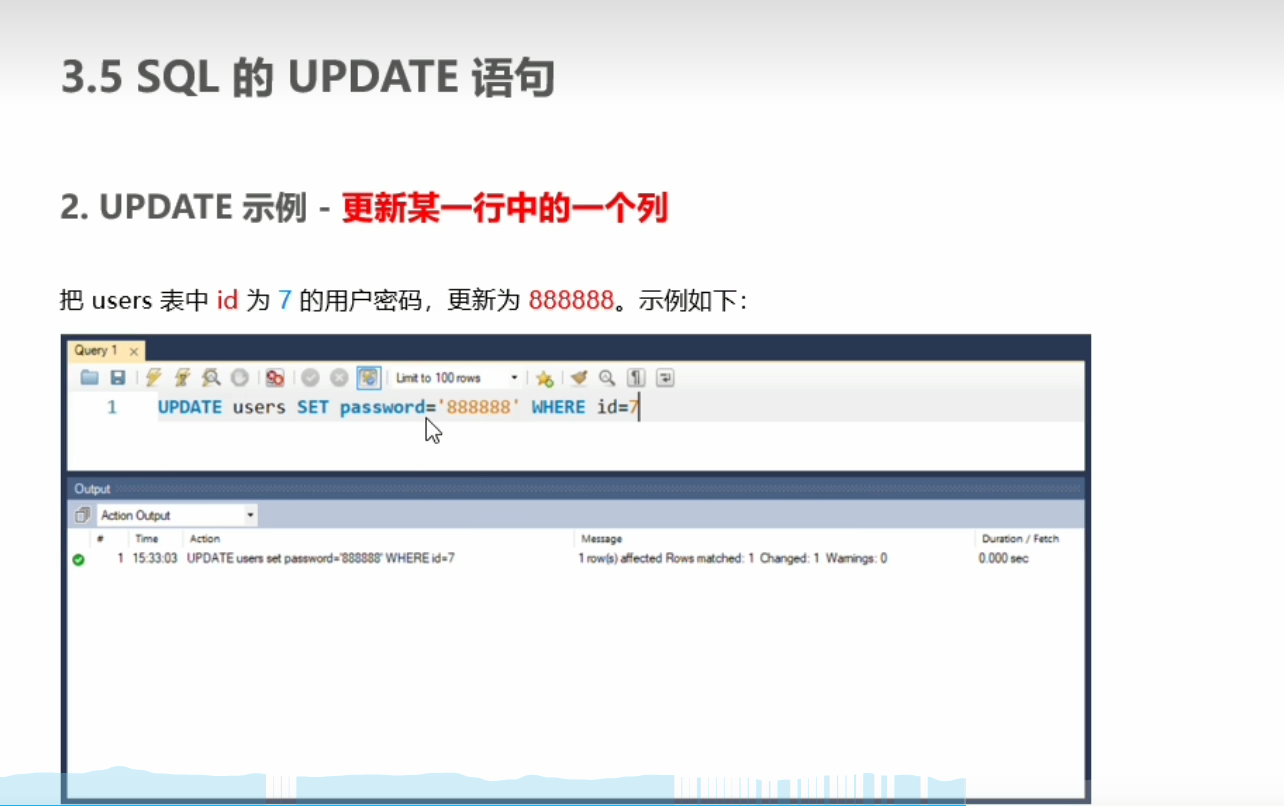 3.5 SQL 的 UPDATE 语句
2. UPDATE 示例 - 更新某一行中的一个列
把 users 表中 id 为 7 的用户密码，更新为 888888。示例如下：
Query 1
Limit to 100 rows
1 UPDATE users SET password='888888' WHERE id=7
Output
Action Output
# Time Action Message Duration / Fetch
1 15:33:03 UPDATE users set password='888888' WHERE id=7 1 row(s) affected Rows matched: 1 Changed: 1 Warnings: 0 0.000 sec